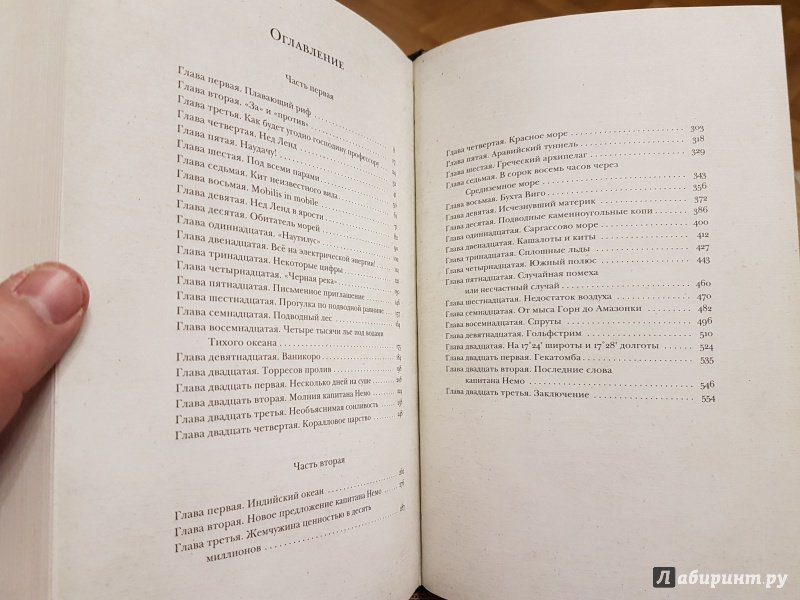 Оглавление
Часть первая
Глава первая. Плавающий риф
Глава вторая. «За» и «против» 8
Глава третья. Как будет угодно господину профессору 17
Глава четвертая. Нед Ленд
Глава пятая. Наудачу!
Глава шестая. Под всеми парами
Глава седьмая. Кит неизвестного вида
Глава восьмая. Mobilis in mobile
Глава девятая. Нед Ленд в ярости
Глава десятая. Обитатель морей
Глава одиннадцатая. «Наутилус»
Глава двенадцатая. Всё на электрической энергии!
Глава тринадцатая. Некоторые цифры
Глава четырнадцатая. «Черная река»
Глава пятнадцатая. Письменное приглашение
Глава шестнадцатая. Прогулка по подводной равнине
Глава семнадцатая. Подводный лес
Глава восемнадцатая. Четыре тысячи лье под водами
Тихого океана 173
Глава девятнадцатая. Ваникоро 184
Глава двадцатая. Торресов пролив
Глава двадцать первая. Несколько дней на суше
Глава двадцать вторая. Молния капитана Немо
Глава двадцать третья. Необъяснимая сонливость
Глава двадцать четвертая. Коралловое царство 246
Часть вторая
Глава первая. Индийский океан
Глава вторая. Новое предложение капитана Немо 276
Глава третья. Жемчужина ценностью в десять
миллионов 287
Глава четвертая. Красное море 303
Глава пятая. Аравийский туннель 318
Глава шестая. Греческий архипелаг 329
Глава седьмая. В сорок восемь часов через
Средиземное море 343
Глава восьмая. Бухта Виго 356
Глава девятая. Исчезнувший материк 372
Глава десятая. Подводные каменноугольные копи 386
Глава одиннадцатая. Саргассово море 400
Глава двенадцатая. Кашалоты и киты 412
Глава тринадцатая. Сплошные льды 427
Глава четырнадцатая. Южный полюс 443
Глава пятнадцатая. Случайная помеха
или несчастный случай 460
Глава шестнадцатая. Недостаток воздуха 470
Глава семнадцатая. От мыса Горн до Амазонки 482
Глава восемнадцатая. Спруты 496
Глава девятнадцатая. Гольфстрим 510
Глава двадцатая. На 17°24' широты и 17°28' долготы 524
Глава двадцать первая. Гекатомба 535
Глава двадцать вторая. Последние слова
капитана Немо 546
Глава двадцать третья. Заключение 554
Лабиринт.ру